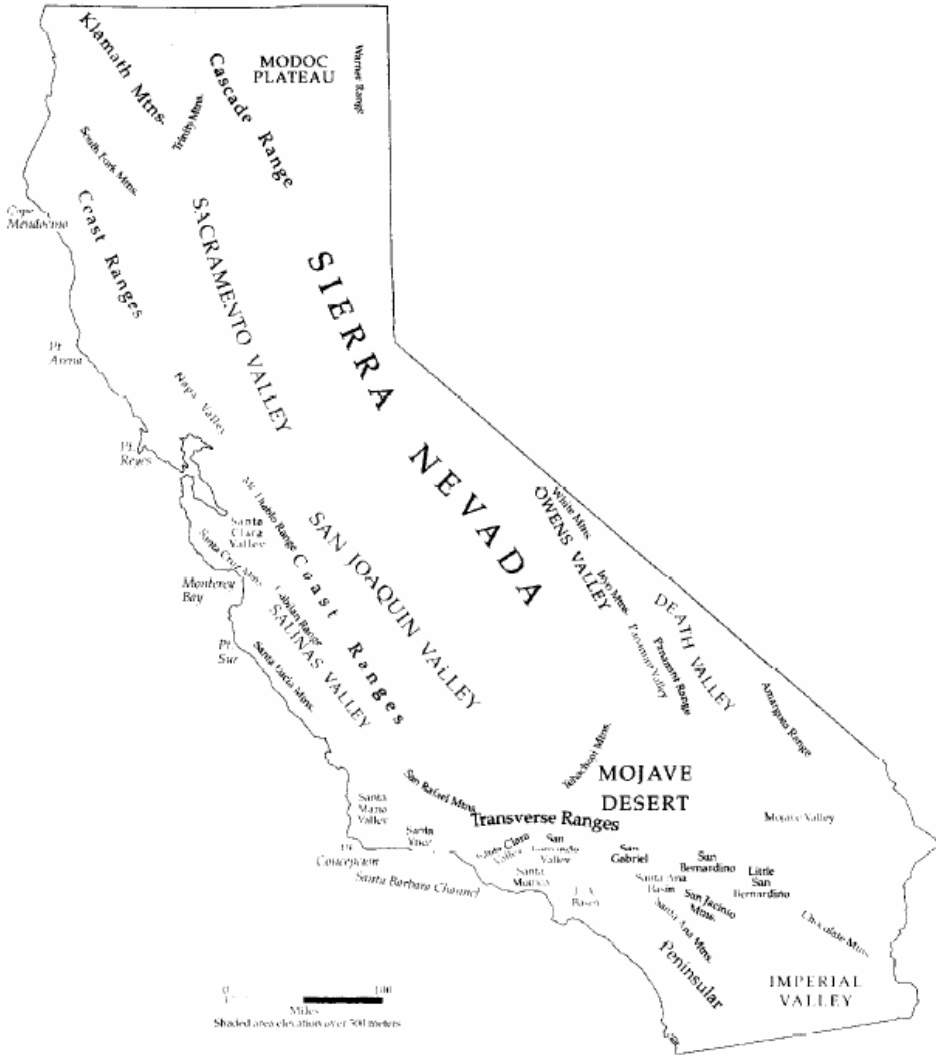 Klamath Mtns.
Trinity Mtns.
Cascade Range
MODOC
PLATEAU
Warner Range
South Fork Mtns.
Cape
Mendocino
Coast Ranges
SACRAMENTO VALLEY
SIERRA NEVADA
Pt.
Arena
Napa Valley
Pt.
Reyes
Mt. Diablo Range
Santa
Clara
Valley
Santa Cruz Mtns.
Monterey
Bay
Gabilan Range
Coast Ranges
SAN JOAQUIN VALLEY
SALINAS VALLEY
Pt.
Sur
Santa Lucia Mtns.
White Mtns.
OWENS VALLEY
Inyo Mtns.
DEATH VALLEY
Panamint Valley
Panamint Range
Amargosa Range
Tehachapi Mtns.
MOJAVE
DESERT
Mojave Valley
San Rafael Mtns.
Transverse Ranges
Santa
Maria
Valley
Santa
Ynez
Pt.
Concepcion
Santa Barbara Channel
Santa Clara
Valley
San
Fernando
Valley
Santa
Monica
L. A.
Basin
San
Gabriel
San
Bernardino
Little
San
Bernardino
Santa Ana
Basin
San Jacinto
Mtns.
Santa Ana Mtns.
Chocolate Mtns.
Peninsular
IMPERIAL
VALLEY
0 100
Miles
Shaded area elevation over 500 meters